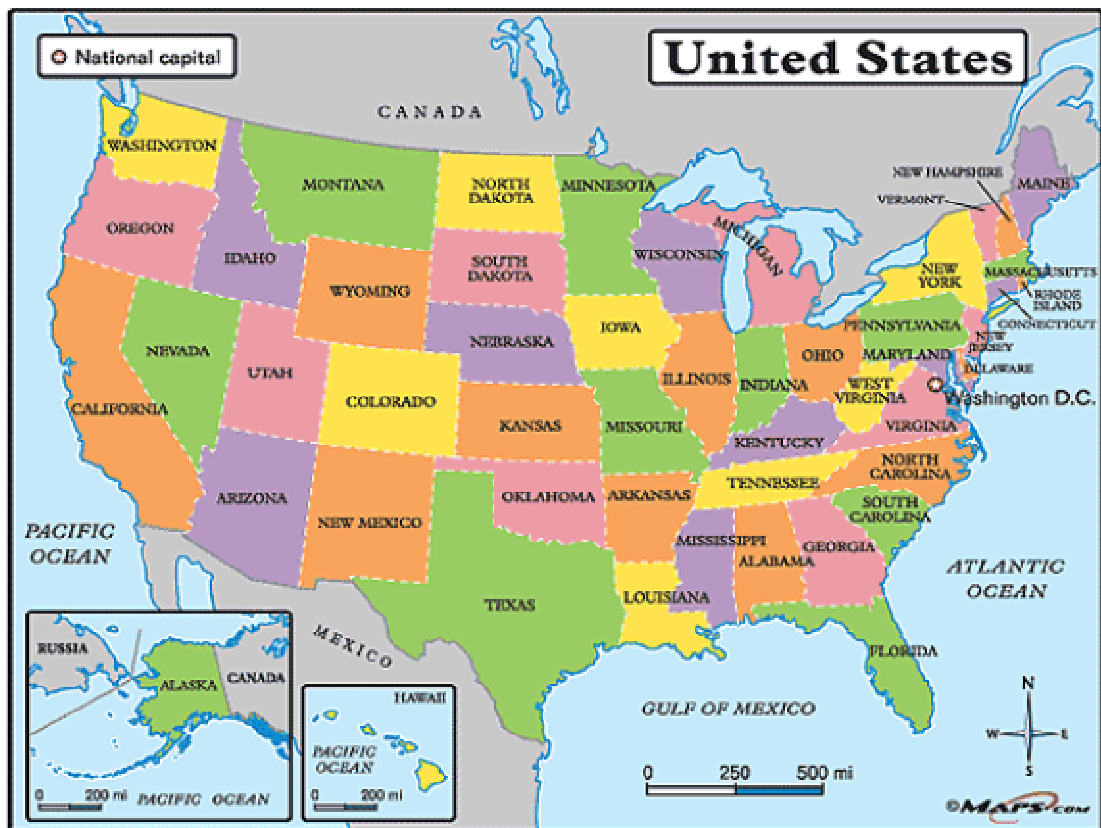 National capital
United States
CANADA
WASHINGTON
MONTANA
NORTH
DAKOTA
MINNESOTA
NEW HAMPSHIRE
VERMONT
MAINE
OREGON
IDAHO
WYOMING
SOUTH
DAKOTA
WISCONSIN
MICHIGAN
NEW
YORK
MASSACHUSETTS
RHODE
ISLAND
CONNECTICUT
NEVADA
UTAH
COLORADO
NEBRASKA
IOWA
ILLINOIS
INDIANA
OHIO
PENNSYLVANIA
NEW
JERSEY
MARYLAND
DELAWARE
WEST
VIRGINIA
Washington D.C.
CALIFORNIA
KANSAS
MISSOURI
KENTUCKY
VIRGINIA
ARIZONA
NEW MEXICO
OKLAHOMA
ARKANSAS
TENNESSEE
NORTH
CAROLINA
SOUTH
CAROLINA
MISSISSIPPI
ALABAMA
GEORGIA
PACIFIC
OCEAN
ATLANTIC
OCEAN
TEXAS
LOUISIANA
FLORIDA
MEXICO
GULF OF MEXICO
RUSSIA
ALASKA
CANADA
0 200 mi
PACIFIC OCEAN
HAWAII
PACIFIC
OCEAN
0 200 mi
0 250 500 mi
N
W E
S
©MAPS.COM